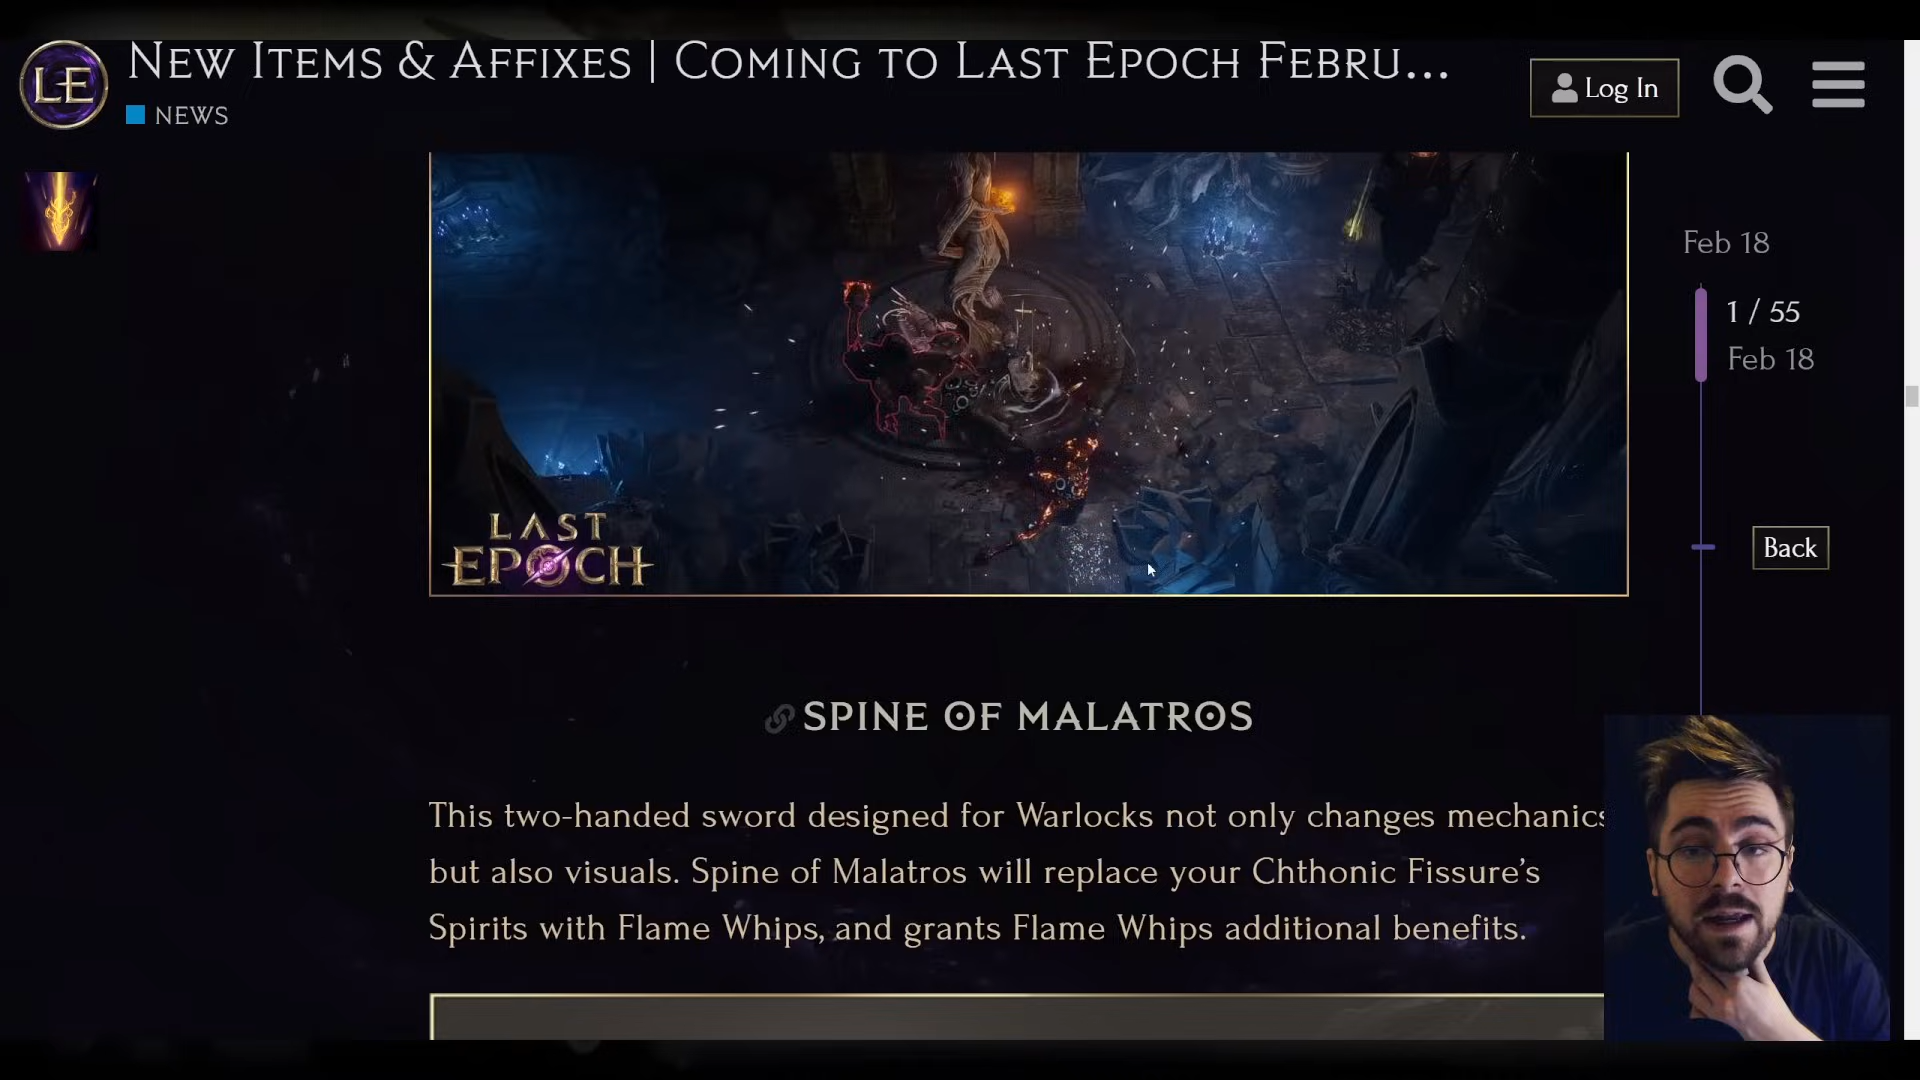 LE
New Items & Affixes | Coming to Last Epoch Febru...
NEWS
Log In
Feb 18
1 / 55
Feb 18
Back
LAST
EPOCH
SPINE OF MALATROS
This two-handed sword designed for Warlocks not only changes mechanics
but also visuals. Spine of Malatros will replace your Chthonic Fissure’s
Spirits with Flame Whips, and grants Flame Whips additional benefits.